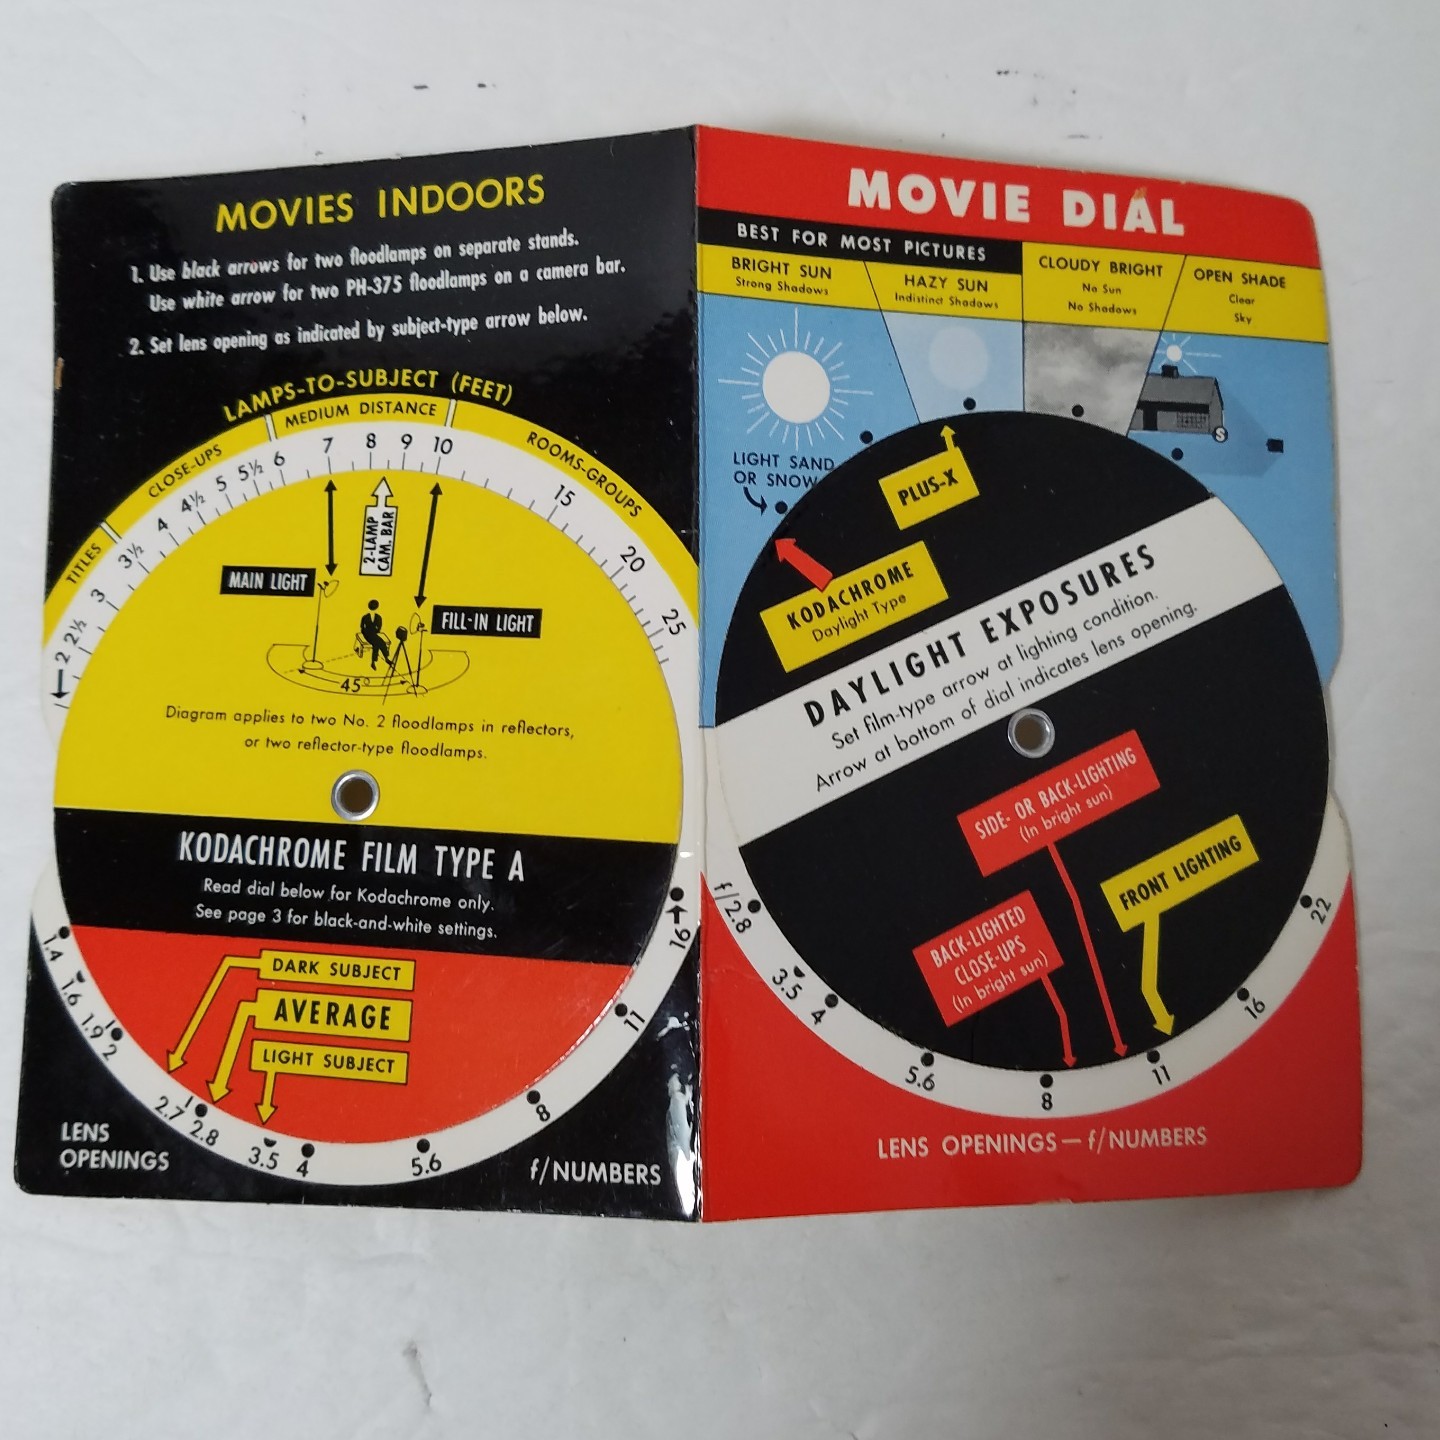 MOVIES INDOORS
1. Use black arrows for two floodlamps on separate stands.
Use white arrow for two PH-375 floodlamps on a camera bar.
2. Set lens opening as indicated by subject-type arrow below.
LAMPS-TO-SUBJECT (FEET)
TITLES
CLOSE-UPS
MEDIUM DISTANCE
ROOMS-GROUPS
2 2½ 3 3½ 4 4½ 5 5½ 6 7 8 9 10 15 20 25
2-LAMP
CAM. BAR
MAIN LIGHT
FILL-IN LIGHT
45°
Diagram applies to two No. 2 floodlamps in reflectors,
or two reflector-type floodlamps.
KODACHROME FILM TYPE A
Read dial below for Kodachrome only.
See page 3 for black-and-white settings.
DARK SUBJECT
AVERAGE
LIGHT SUBJECT
1.4 1.6 1.9 2 2.7 2.8 3.5 4 5.6 8 11 16
LENS
OPENINGS
f/NUMBERS
MOVIE DIAL
BEST FOR MOST PICTURES
BRIGHT SUN
Strong Shadows
HAZY SUN
Indistinct Shadows
CLOUDY BRIGHT
No Sun
No Shadows
OPEN SHADE
Clear
Sky
S
LIGHT SAND
OR SNOW
PLUS-X
KODACHROME
Daylight Type
DAYLIGHT EXPOSURES
Set film-type arrow at lighting condition.
Arrow at bottom of dial indicates lens opening.
SIDE- OR BACK-LIGHTING
(In bright sun)
FRONT LIGHTING
BACK-LIGHTED
CLOSE-UPS
(In bright sun)
f/2.8 3.5 4 5.6 8 11 16 22
LENS OPENINGS—f/NUMBERS